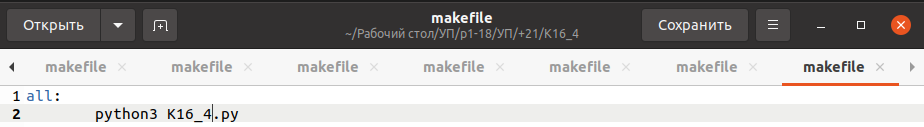 Открыть
makefile
~/Рабочий стол/УП/р1-18/УП/+21/K16_4
Сохранить
makefile makefile makefile makefile makefile makefile makefile
1 all:
2 python3 K16_4.py